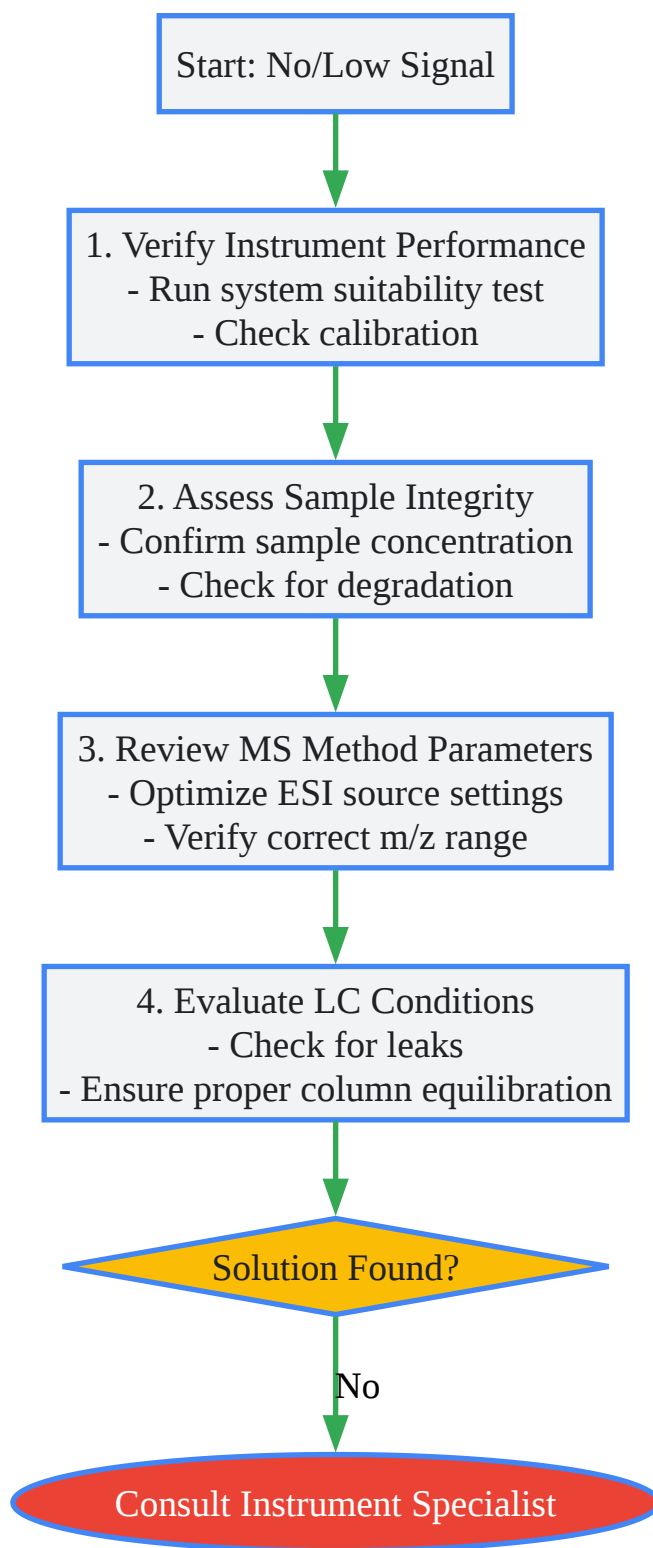 Start: No/Low Signal
1. Verify Instrument Performance
- Run system suitability test
- Check calibration
2. Assess Sample Integrity
- Confirm sample concentration
- Check for degradation
3. Review MS Method Parameters
- Optimize ESI source settings
- Verify correct m/z range
4. Evaluate LC Conditions
- Check for leaks
- Ensure proper column equilibration
Solution Found?
No
Consult Instrument Specialist